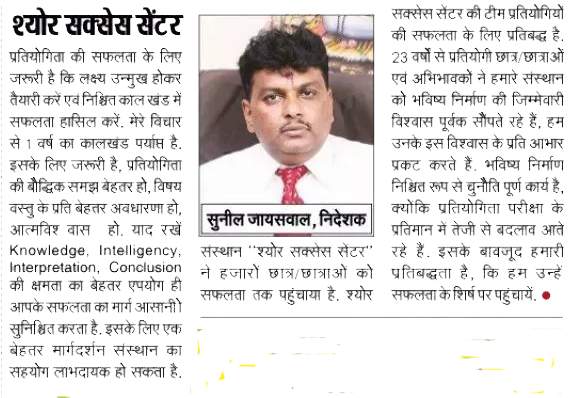 श्योर सक्सेस सेंटर
प्रतियोगिता की सफलता के लिए
जरूरी है कि लक्ष्य उन्मुख होकर
तैयारी करें एवं निश्चित काल खंड में
सफलता हासिल करें. मेरे विचार
से 1 वर्ष का कालखंड पर्याप्त है.
इसके लिए जरूरी है, प्रतियोगिता
की बौद्धिक समझ बेहतर हो, विषय
वस्तु के प्रति बेहतर अवधारणा हो,
आत्मविश वास हो. याद रखें
Knowledge, Intelligency,
Interpretation, Conclusion
की क्षमता का बेहतर एपयोग ही
आपके सफलता का मार्ग आसानी
सुनिश्चित करता है. इसके लिए एक
बेहतर मार्गदर्शन संस्थान का
सहयोग लाभदायक हो सकता है.
सुनील जायसवाल, निदेशक
संस्थान ''श्योर सक्सेस सेंटर''
ने हजारों छात्र/छात्राओं को
सफलता तक पहुंचाया है. श्योर
सक्सेस सेंटर की टीम प्रतियोगियों
की सफलता के लिए प्रतिबद्ध है.
23 वर्षों से प्रतियोगी छात्र/छात्राओं
एवं अभिभावकों ने हमारे संस्थान
को भविष्य निर्माण की जिम्मेवारी
विश्वास पूर्वक सौंपते रहे हैं, हम
उनके इस विश्वास के प्रति आभार
प्रकट करते हैं. भविष्य निर्माण
निश्चित रूप से चुनौति पूर्ण कार्य है,
क्योंकि प्रतियोगिता परीक्षा के
प्रतिमान में तेजी से बदलाव आते
रहे हैं. इसके बावजूद हमारी
प्रतिबद्धता है, कि हम उन्हें
सफलता के शिर्ष पर पहुंचायें.